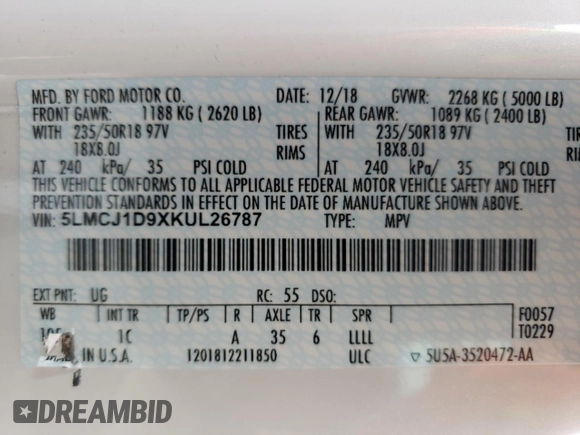 MFD. BY FORD MOTOR CO. DATE: 12/18 GVWR: 2268 KG ( 5000 LB)
FRONT GAWR: 1188 KG ( 2620 LB) REAR GAWR: 1089 KG ( 2400 LB)
WITH 235/50R18 97V TIRES WITH 235/50R18 97V TIRES
18X8.0J RIMS 18X8.0J RIMS
AT 240 kPa/ 35 PSI COLD AT 240 kPa/ 35 PSI COLD
THIS VEHICLE CONFORMS TO ALL APPLICABLE FEDERAL MOTOR VEHICLE SAFETY AND THEFT
PREVENTION STANDARDS IN EFFECT ON THE DATE OF MANUFACTURE SHOWN ABOVE.
VIN: 5LMCJ1D9XKUL26787 TYPE: MPV
EXT PNT: UG RC: 55 DSO:
WB INT TR TP/PS R AXLE TR SPR F0057
1C A 35 6 LLLL T0229
IN U.S.A. 1201812211850 ULC ▽ 5U5A-3520472-AA
DREAMBID